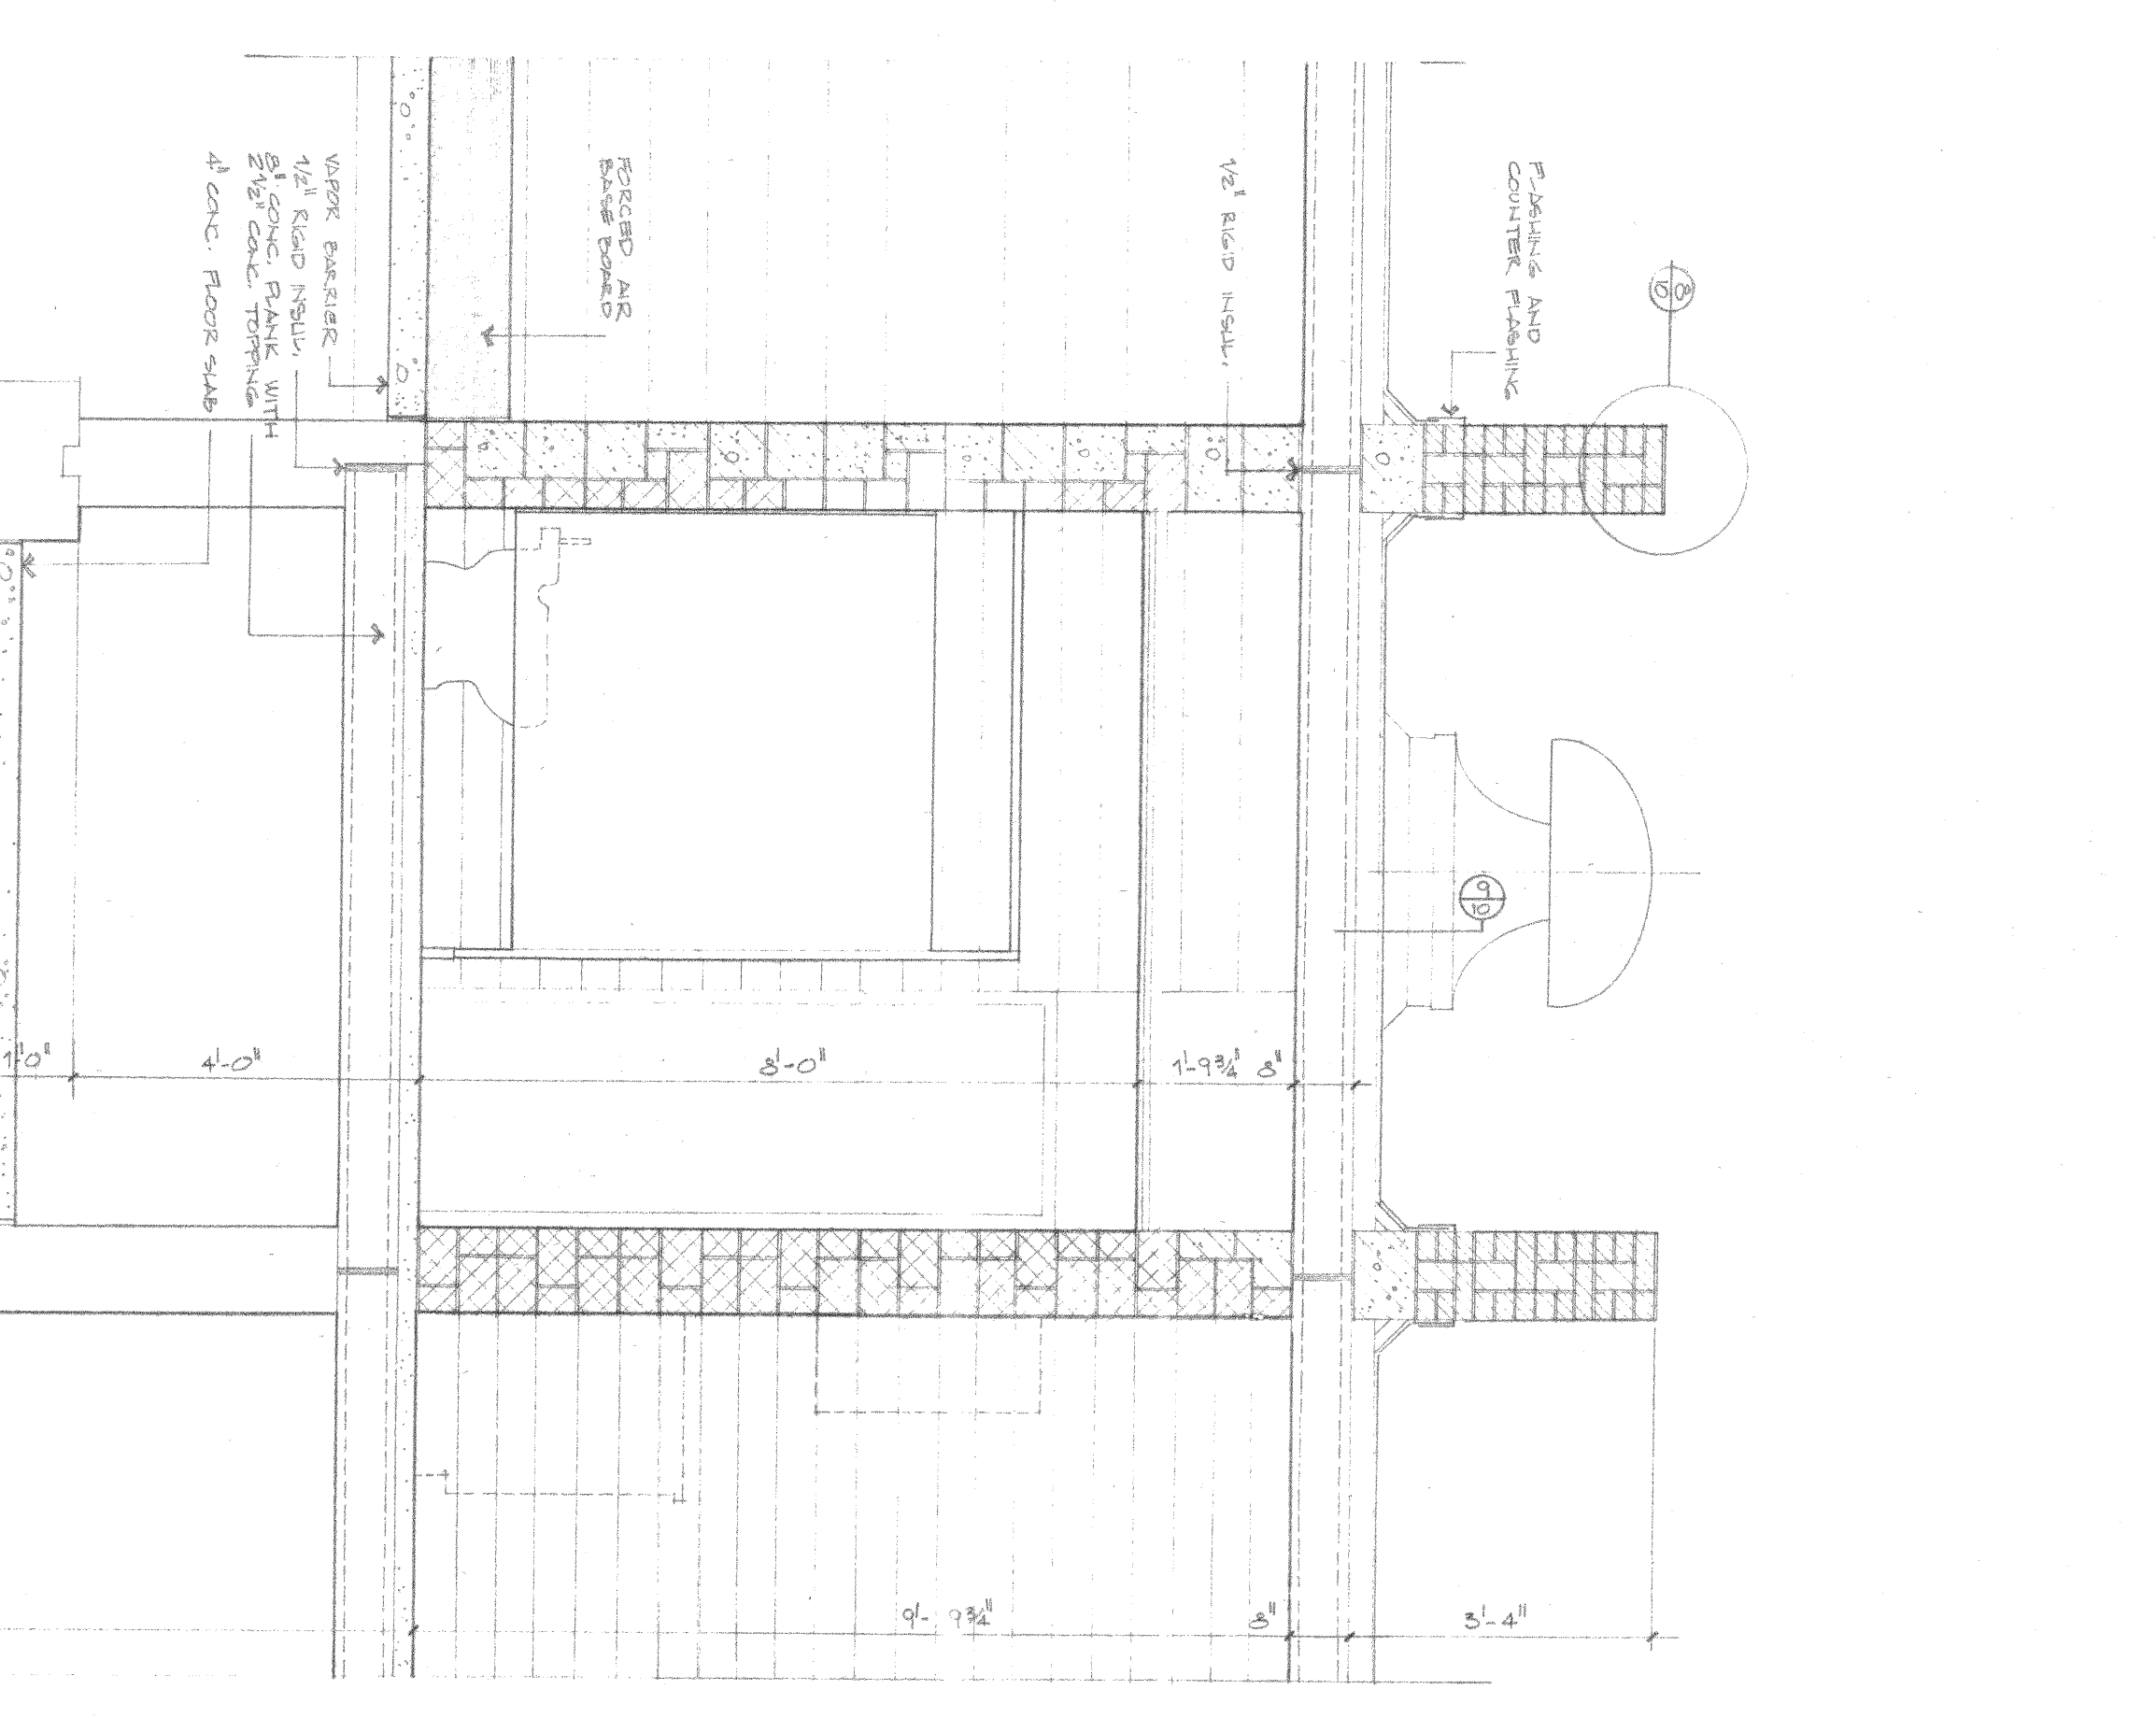 FLASHING AND
COUNTER FLASHING
8
10
1/2" RIGID INSUL.
FORCED AIR
BASE BOARD
VAPOR BARRIER
1/2" RIGID INSUL.
8" CONC. PLANK WITH
2 1/2" CONC. TOPPING
4" CONC. FLOOR SLAB
9
10
1'-0"
4'-0"
8'-0"
1'-9 3/4"
8"
9'-9 3/4"
8"
3'-4"